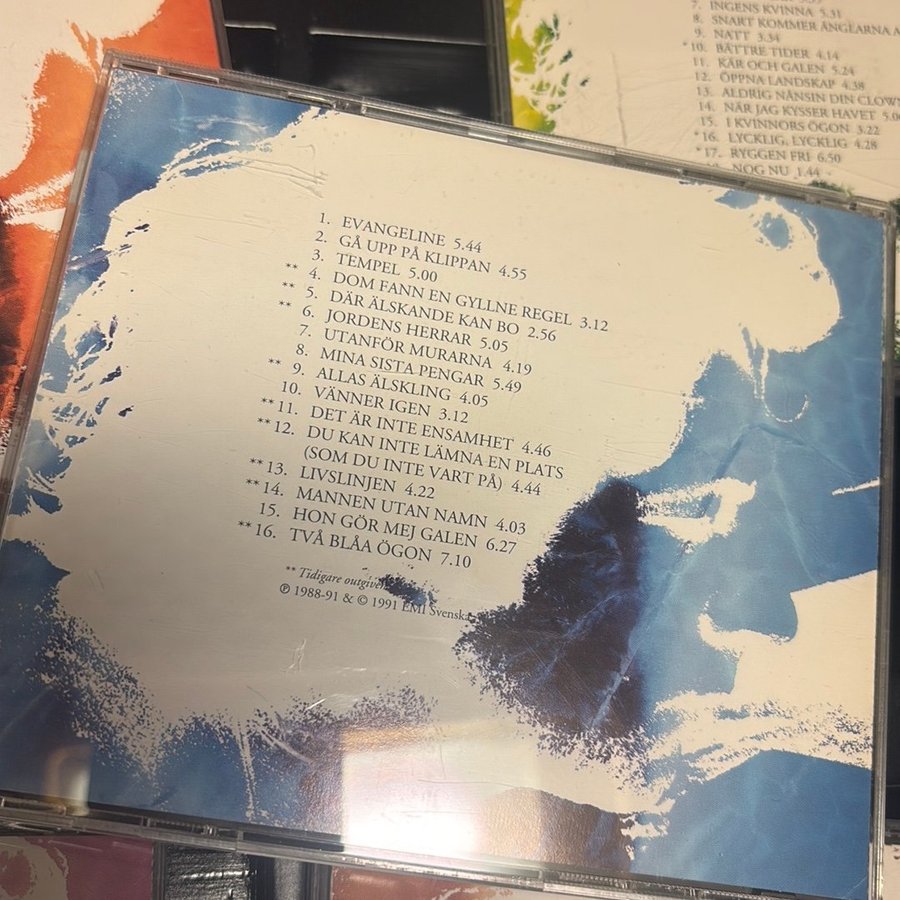 7. INGENS KVINNA 5.31
8. SNART KOMMER ÄNGLARNA
9. NATT 3.34
* 10. BÄTTRE TIDER 4.14
11. KÄR OCH GALEN 5.24
12. ÖPPNA LANDSKAP 4.38
13. ALDRIG NÅNSIN DIN CLOWN
14. NÄR JAG KYSSER HAVET 5.00
15. I KVINNORS ÖGON 3.22
* 16. LYCKLIG, LYCKLIG 4.28
* 17. RYGGEN FRI 6.50
NOG NU 1.44
1. EVANGELINE 5.44
2. GÅ UPP PÅ KLIPPAN 4.55
3. TEMPEL 5.00
** 4. DOM FANN EN GYLLNE REGEL 3.12
** 5. DÄR ÄLSKANDE KAN BO 2.56
** 6. JORDENS HERRAR 5.05
7. UTANFÖR MURARNA 4.19
8. MINA SISTA PENGAR 5.49
** 9. ALLAS ÄLSKLING 4.05
10. VÄNNER IGEN 3.12
** 11. DET ÄR INTE ENSAMHET 4.46
** 12. DU KAN INTE LÄMNA EN PLATS
(SOM DU INTE VART PÅ) 4.44
** 13. LIVSLINJEN 4.22
** 14. MANNEN UTAN NAMN 4.03
15. HON GÖR MEJ GALEN 6.27
** 16. TVÅ BLÅA ÖGON 7.10
** Tidigare
℗ 1988-91 & © 1991 EMI Svenska